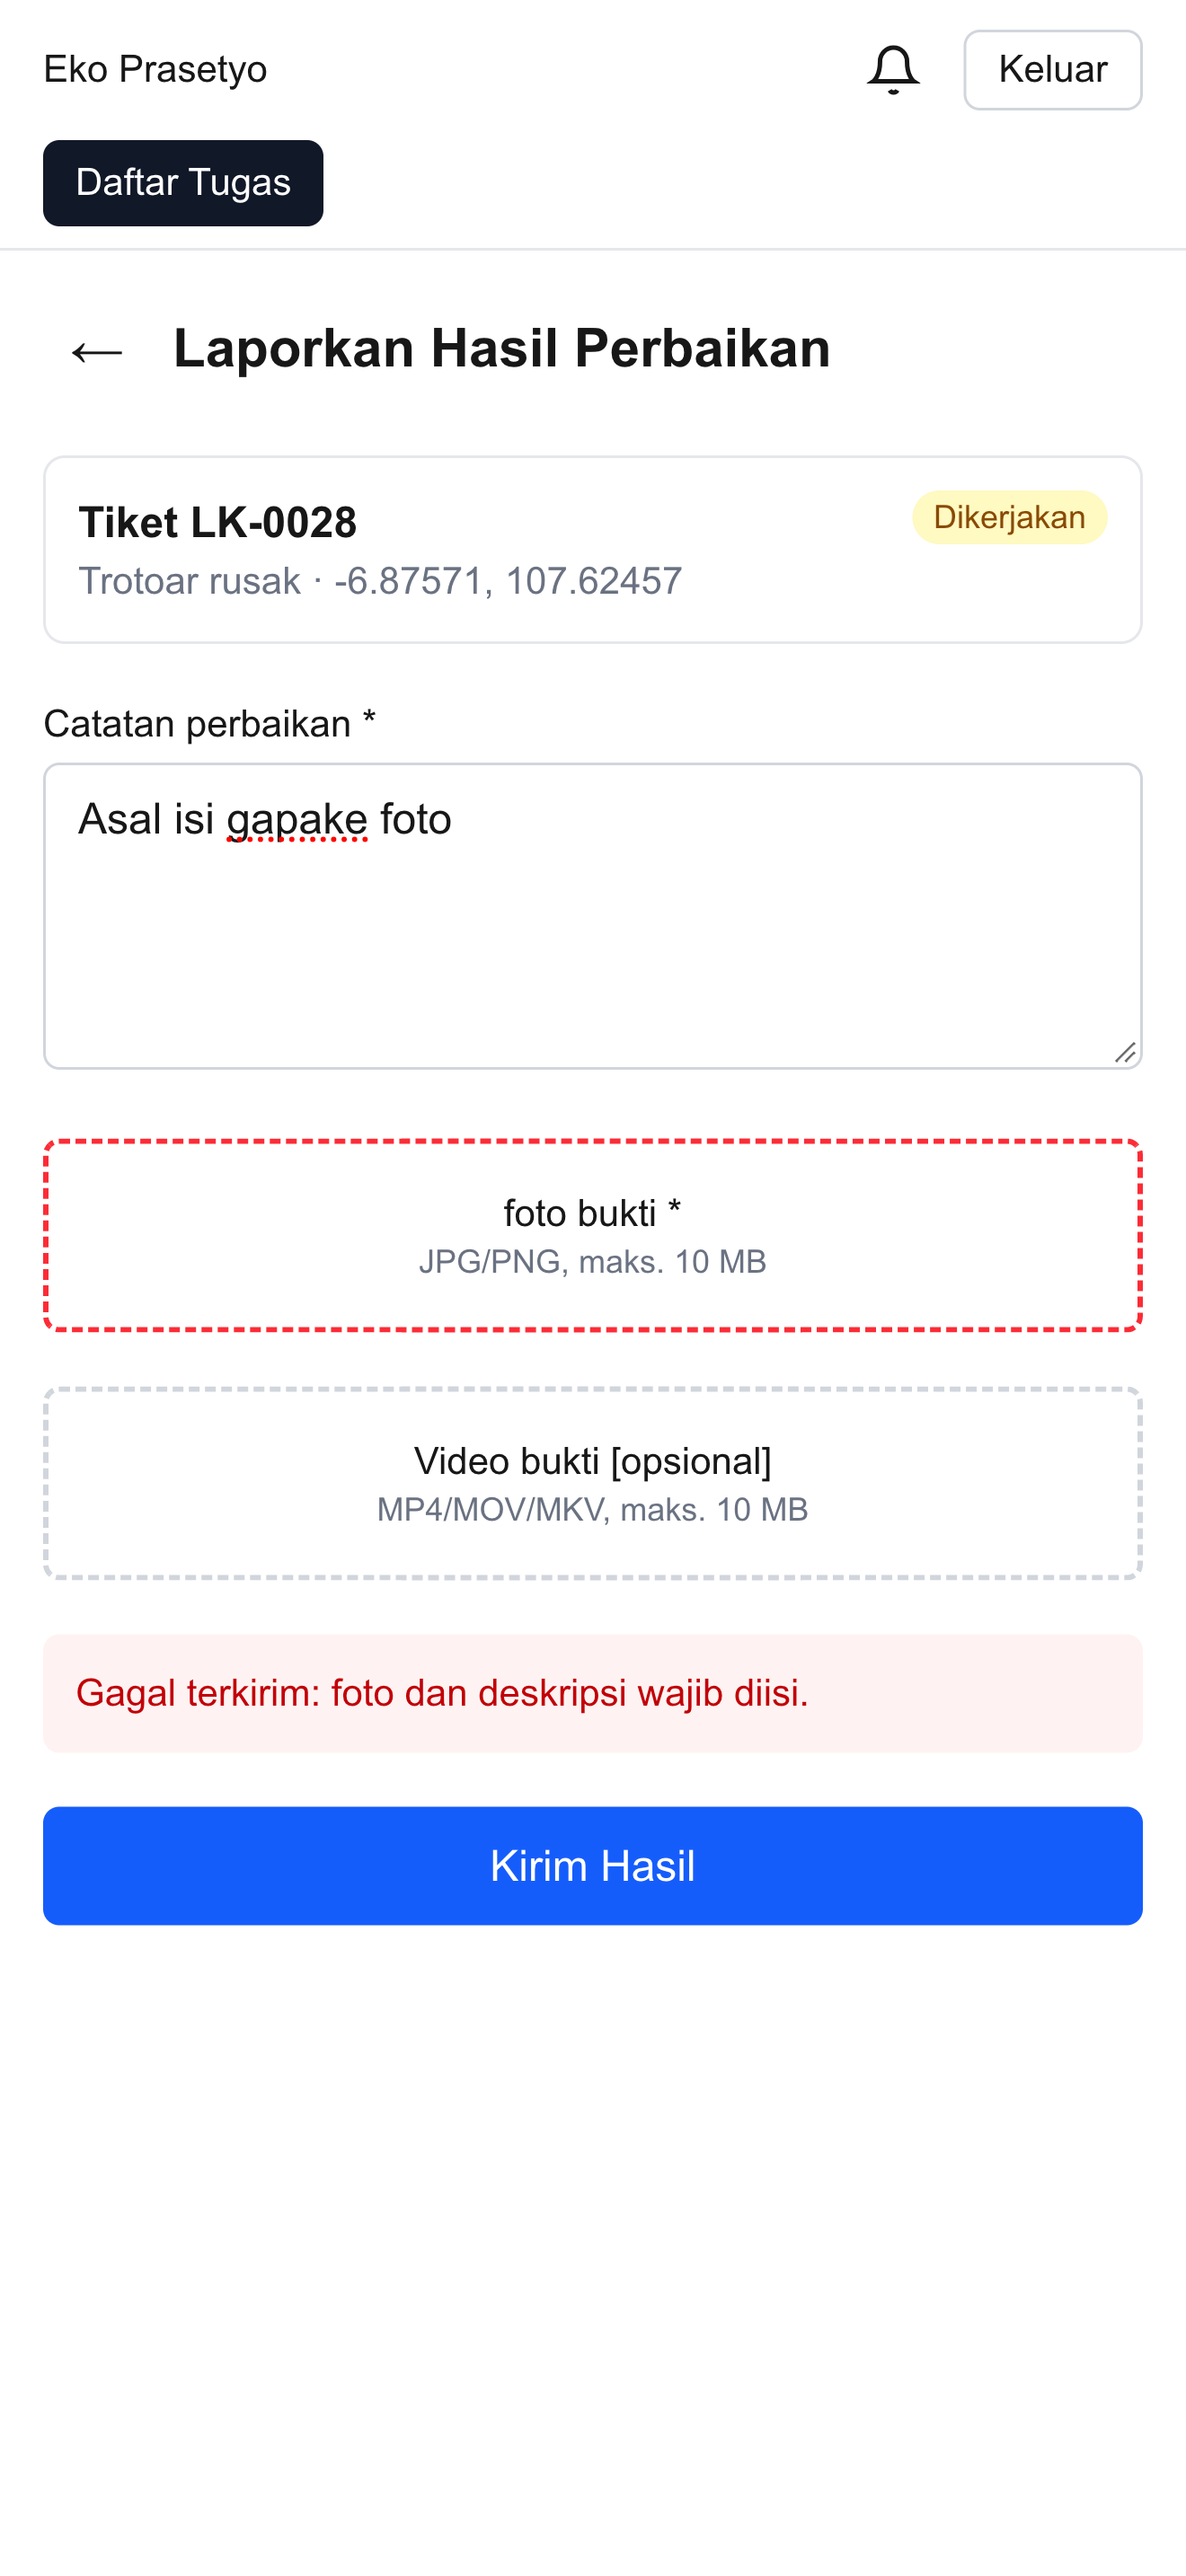 Eko Prasetyo
Keluar
Daftar Tugas
← Laporkan Hasil Perbaikan
Tiket LK-0028
Dikerjakan
Trotoar rusak · -6.87571, 107.62457
Catatan perbaikan *
Asal isi gapake foto
foto bukti *
JPG/PNG, maks. 10 MB
Video bukti [opsional]
MP4/MOV/MKV, maks. 10 MB
Gagal terkirim: foto dan deskripsi wajib diisi.
Kirim Hasil